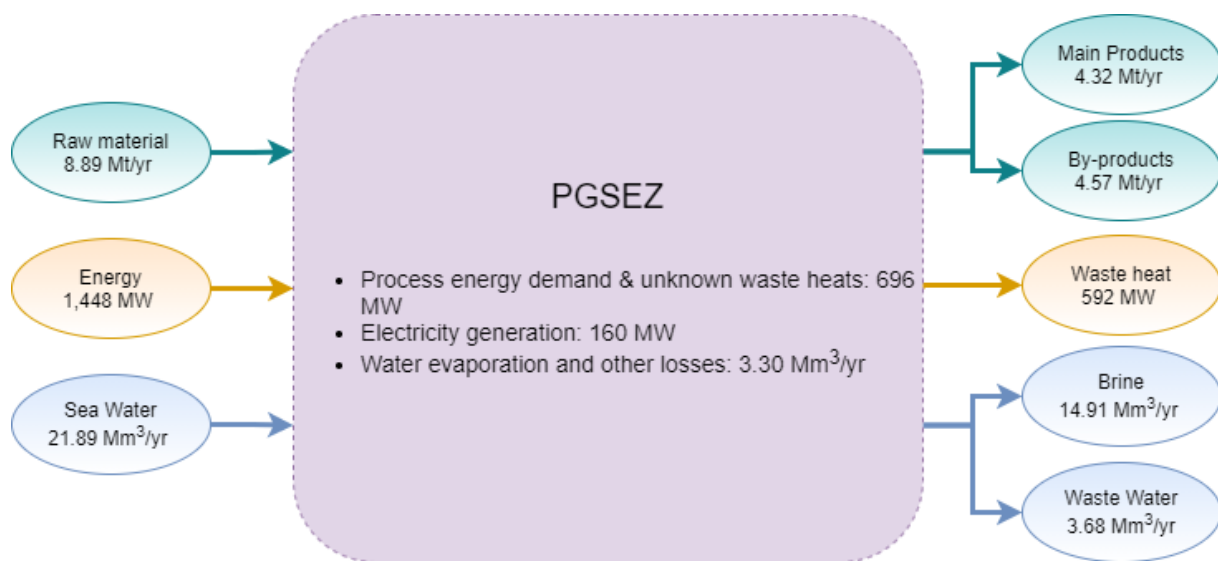 Raw material
8.89 Mt/yr
Energy
1,448 MW
Sea Water
21.89 Mm³/yr
PGSEZ
• Process energy demand & unknown waste heats: 696
MW
• Electricity generation: 160 MW
• Water evaporation and other losses: 3.30 Mm³/yr
Main Products
4.32 Mt/yr
By-products
4.57 Mt/yr
Waste heat
592 MW
Brine
14.91 Mm³/yr
Waste Water
3.68 Mm³/yr